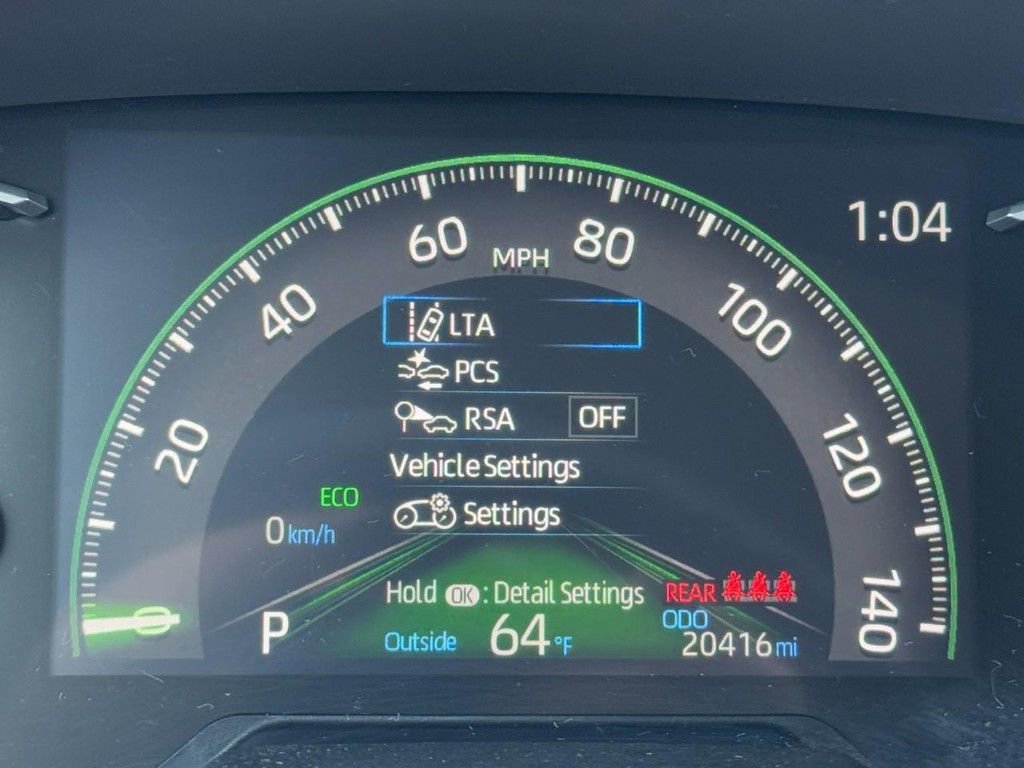 1:04
60
80
MPH
40
100
LTA
PCS
RSA OFF
20
120
Vehicle Settings
ECO
Settings
0 km/h
Hold OK : Detail Settings
REAR
140
0
P
ODO
Outside 64 °F
20416 mi